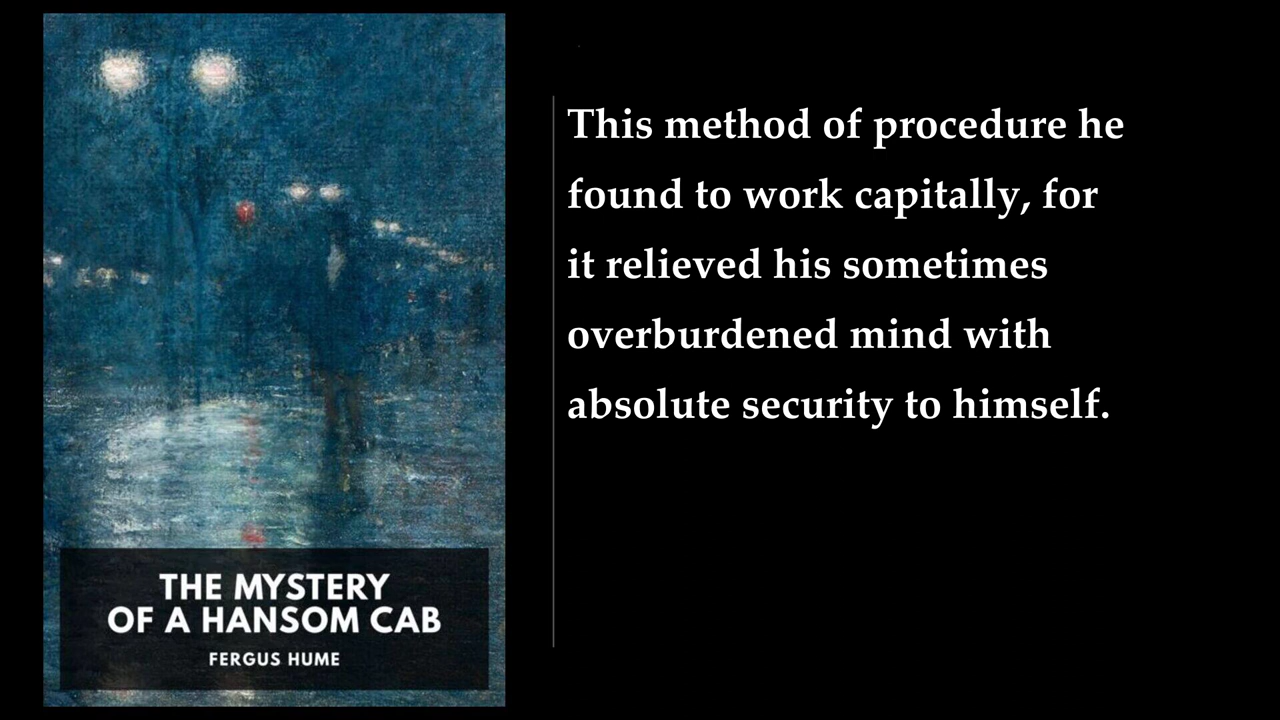 This method of procedure he
found to work capitally, for
it relieved his sometimes
overburdened mind with
absolute security to himself.
THE MYSTERY
OF A HANSOM CAB
FERGUS HUME